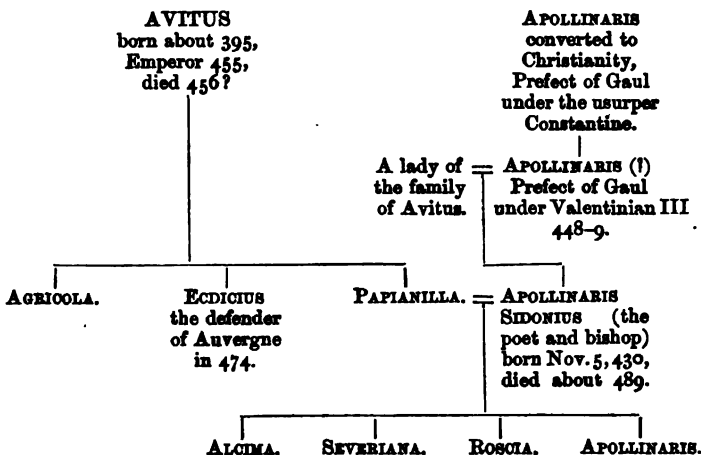 AVITUS
born about 395,
Emperor 455,
died 456?
APOLLINARIS
converted to
Christianity,
Prefect of Gaul
under the usurper
Constantine.
A lady of
the family
of Avitus.
=
APOLLINARIS (?)
Prefect of Gaul
under Valentinian III
448–9.
AGRICOLA.
ECDICIUS
the defender
of Auvergne
in 474.
PAPIANILLA. =
APOLLINARIS
SIDONIUS (the
poet and bishop)
born Nov. 5, 430,
died about 489.
ALCIMA. SEVERIANA. ROSCIA. APOLLINARIS.